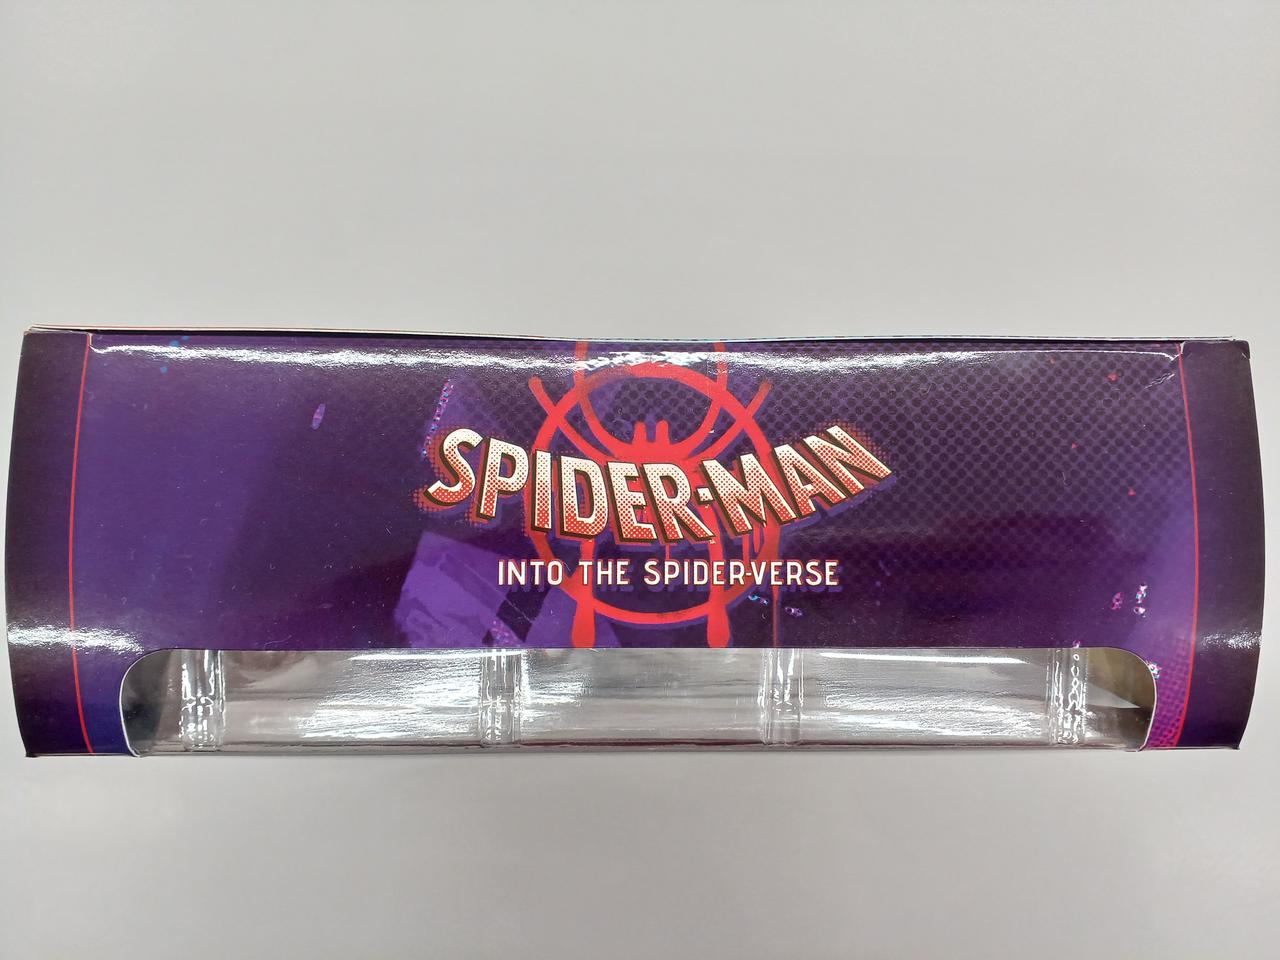 SPIDER-MAN
INTO THE SPIDER-VERSE